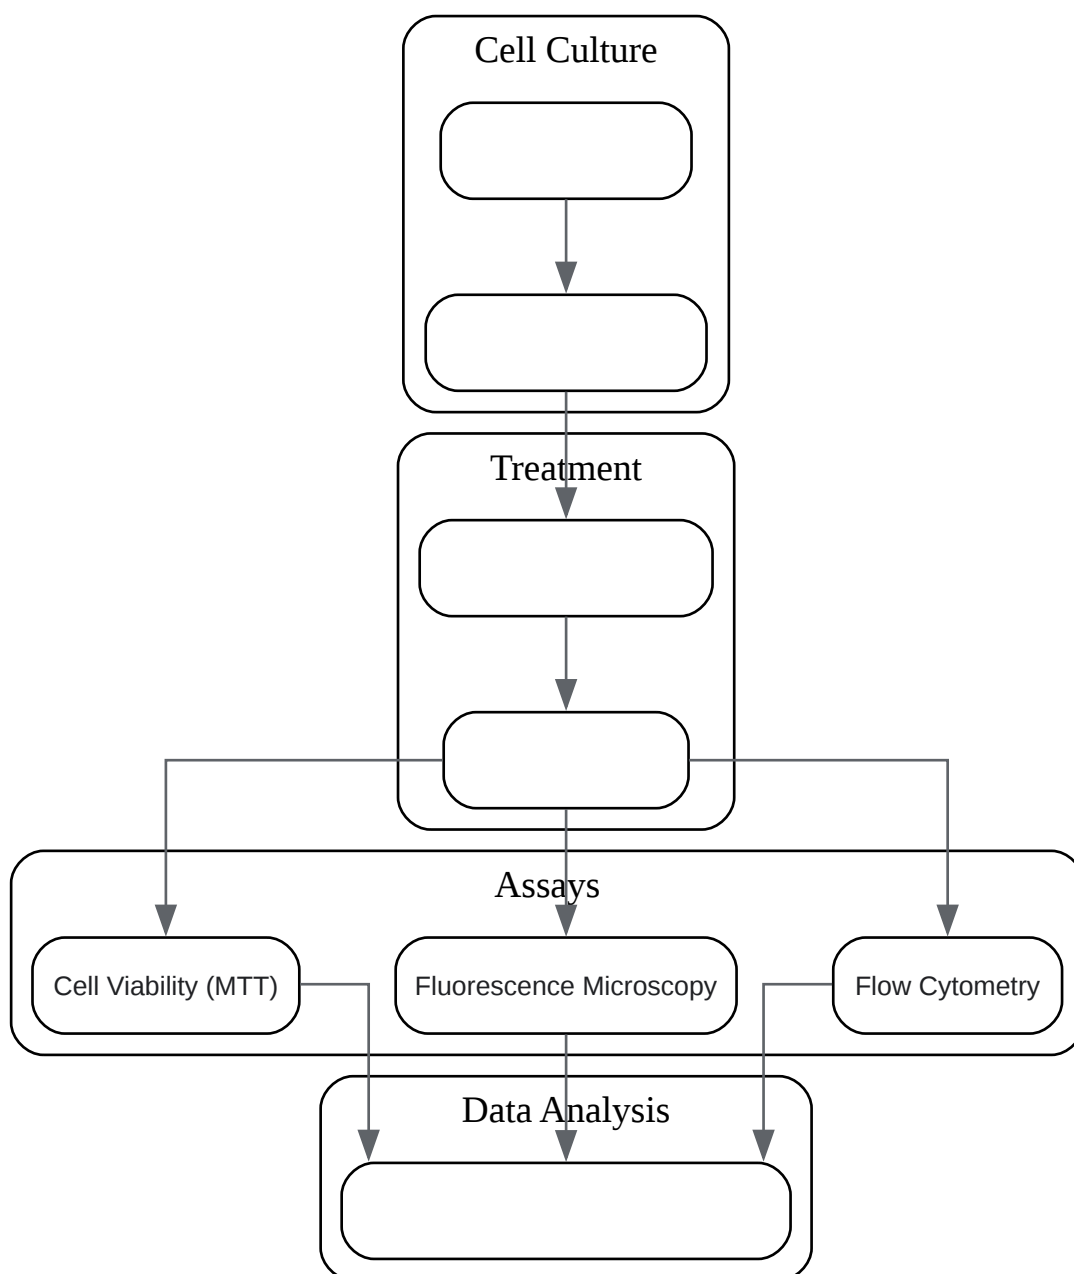 Cell Culture
Treatment
Assays
Cell Viability (MTT)
Fluorescence Microscopy
Flow Cytometry
Data Analysis